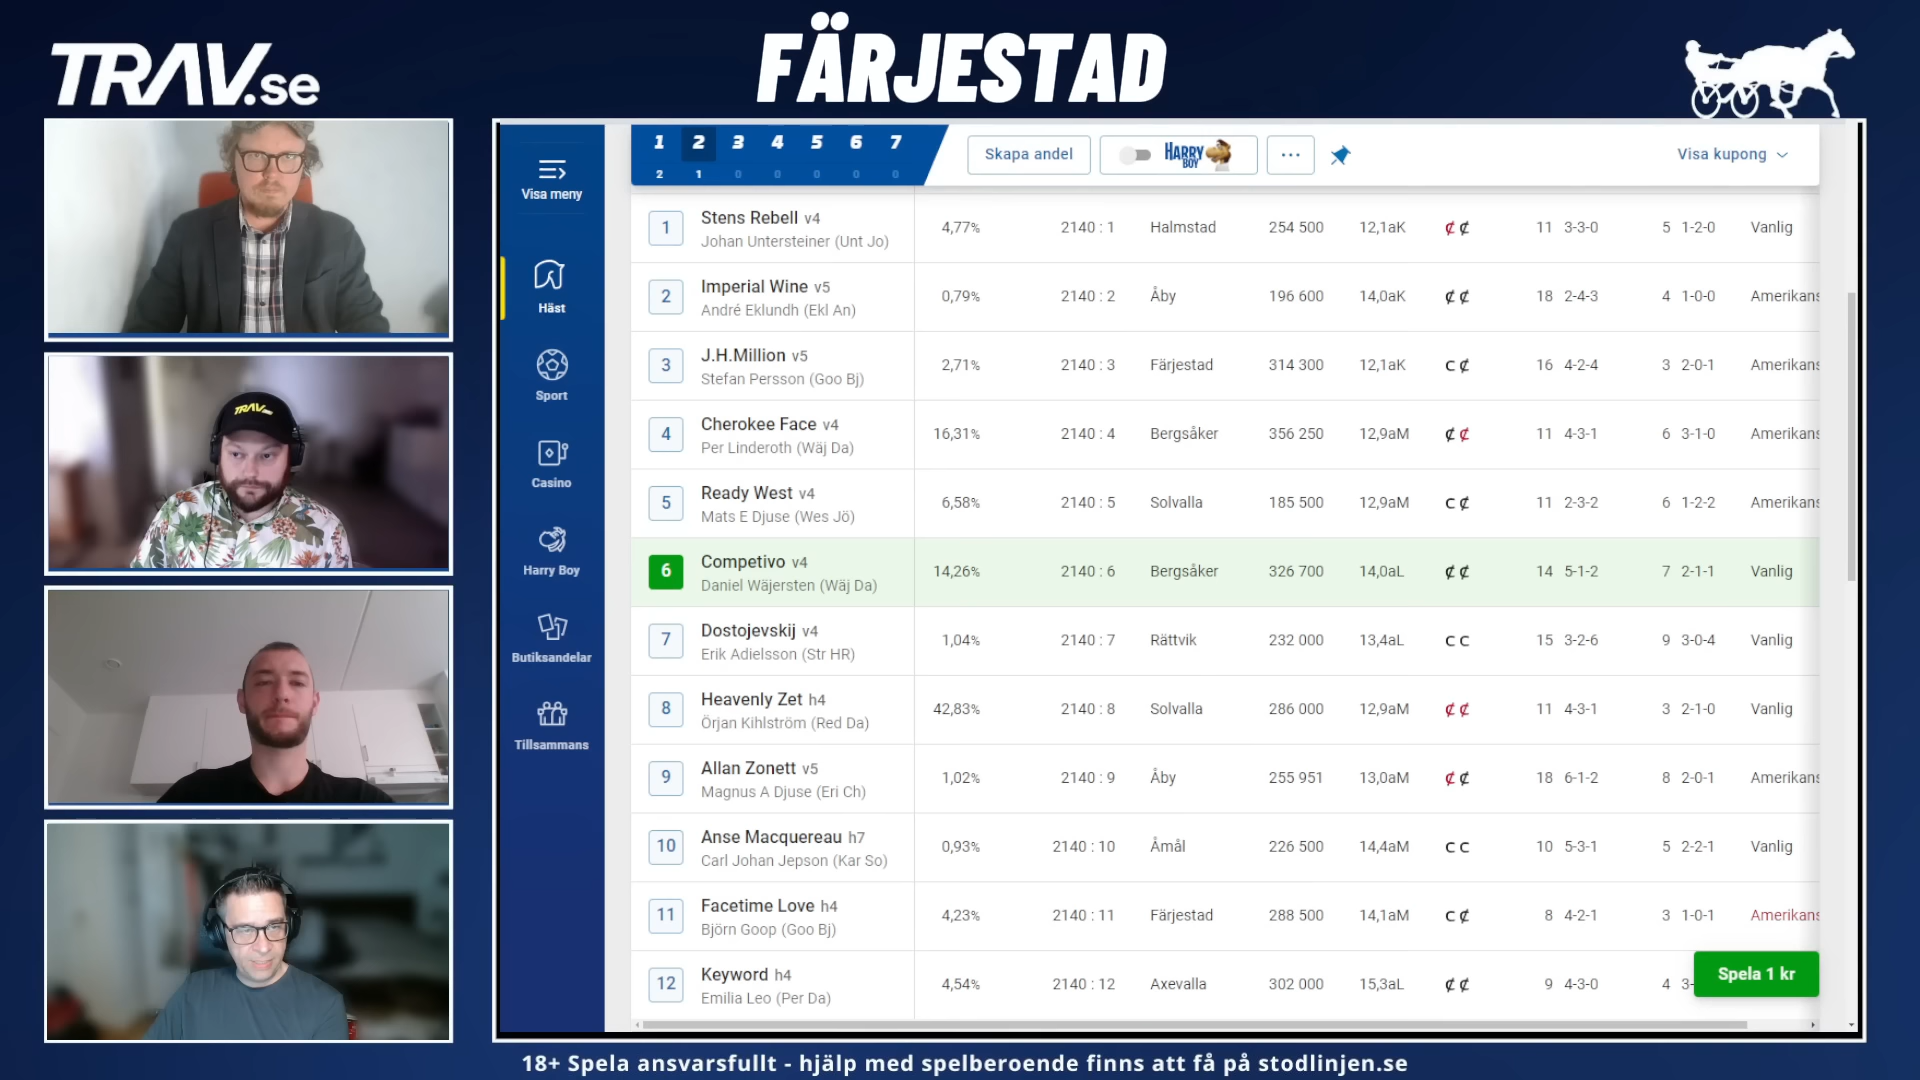 TRAV.se
FÄRJESTAD
TRAV.se
Visa meny
Häst
Sport
Casino
Harry Boy
Butiksandelar
Tillsammans
1 2 3 4 5 6 7
2 1 0 0 0 0 0
Skapa andel
HARRY BOY
...
Visa kupong
1 Stens Rebell v4 4,77% 2140 : 1 Halmstad 254 500 12,1aK ¢ ¢ 11 3-3-0 5 1-2-0 Vanlig
Johan Untersteiner (Unt Jo)
2 Imperial Wine v5 0,79% 2140 : 2 Åby 196 600 14,0aK ¢ ¢ 18 2-4-3 4 1-0-0 Amerikans
André Eklundh (Ekl An)
3 J.H.Million v5 2,71% 2140 : 3 Färjestad 314 300 12,1aK C ¢ 16 4-2-4 3 2-0-1 Amerikans
Stefan Persson (Goo Bj)
4 Cherokee Face v4 16,31% 2140 : 4 Bergsåker 356 250 12,9aM ¢ ¢ 11 4-3-1 6 3-1-0 Amerikans
Per Linderoth (Wäj Da)
5 Ready West v4 6,58% 2140 : 5 Solvalla 185 500 12,9aM C ¢ 11 2-3-2 6 1-2-2 Amerikans
Mats E Djuse (Wes Jö)
6 Competivo v4 14,26% 2140 : 6 Bergsåker 326 700 14,0aL ¢ ¢ 14 5-1-2 7 2-1-1 Vanlig
Daniel Wäjersten (Wäj Da)
7 Dostojevskij v4 1,04% 2140 : 7 Rättvik 232 000 13,4aL C C 15 3-2-6 9 3-0-4 Vanlig
Erik Adielsson (Str HR)
8 Heavenly Zet h4 42,83% 2140 : 8 Solvalla 286 000 12,9aM ¢ ¢ 11 4-3-1 3 2-1-0 Vanlig
Örjan Kihlström (Red Da)
9 Allan Zonett v5 1,02% 2140 : 9 Åby 255 951 13,0aM ¢ ¢ 18 6-1-2 8 2-0-1 Amerikans
Magnus A Djuse (Eri Ch)
10 Anse Macquereau h7 0,93% 2140 : 10 Åmål 226 500 14,4aM C C 10 5-3-1 5 2-2-1 Vanlig
Carl Johan Jepson (Kar So)
11 Facetime Love h4 4,23% 2140 : 11 Färjestad 288 500 14,1aM C ¢ 8 4-2-1 3 1-0-1 Amerikans
Björn Goop (Goo Bj)
12 Keyword h4 4,54% 2140 : 12 Axevalla 302 000 15,3aL ¢ ¢ 9 4-3-0 4 3-
Emilia Leo (Per Da)
Spela 1 kr
18+ Spela ansvarsfullt - hjälp med spelberoende finns att få på stodlinjen.se